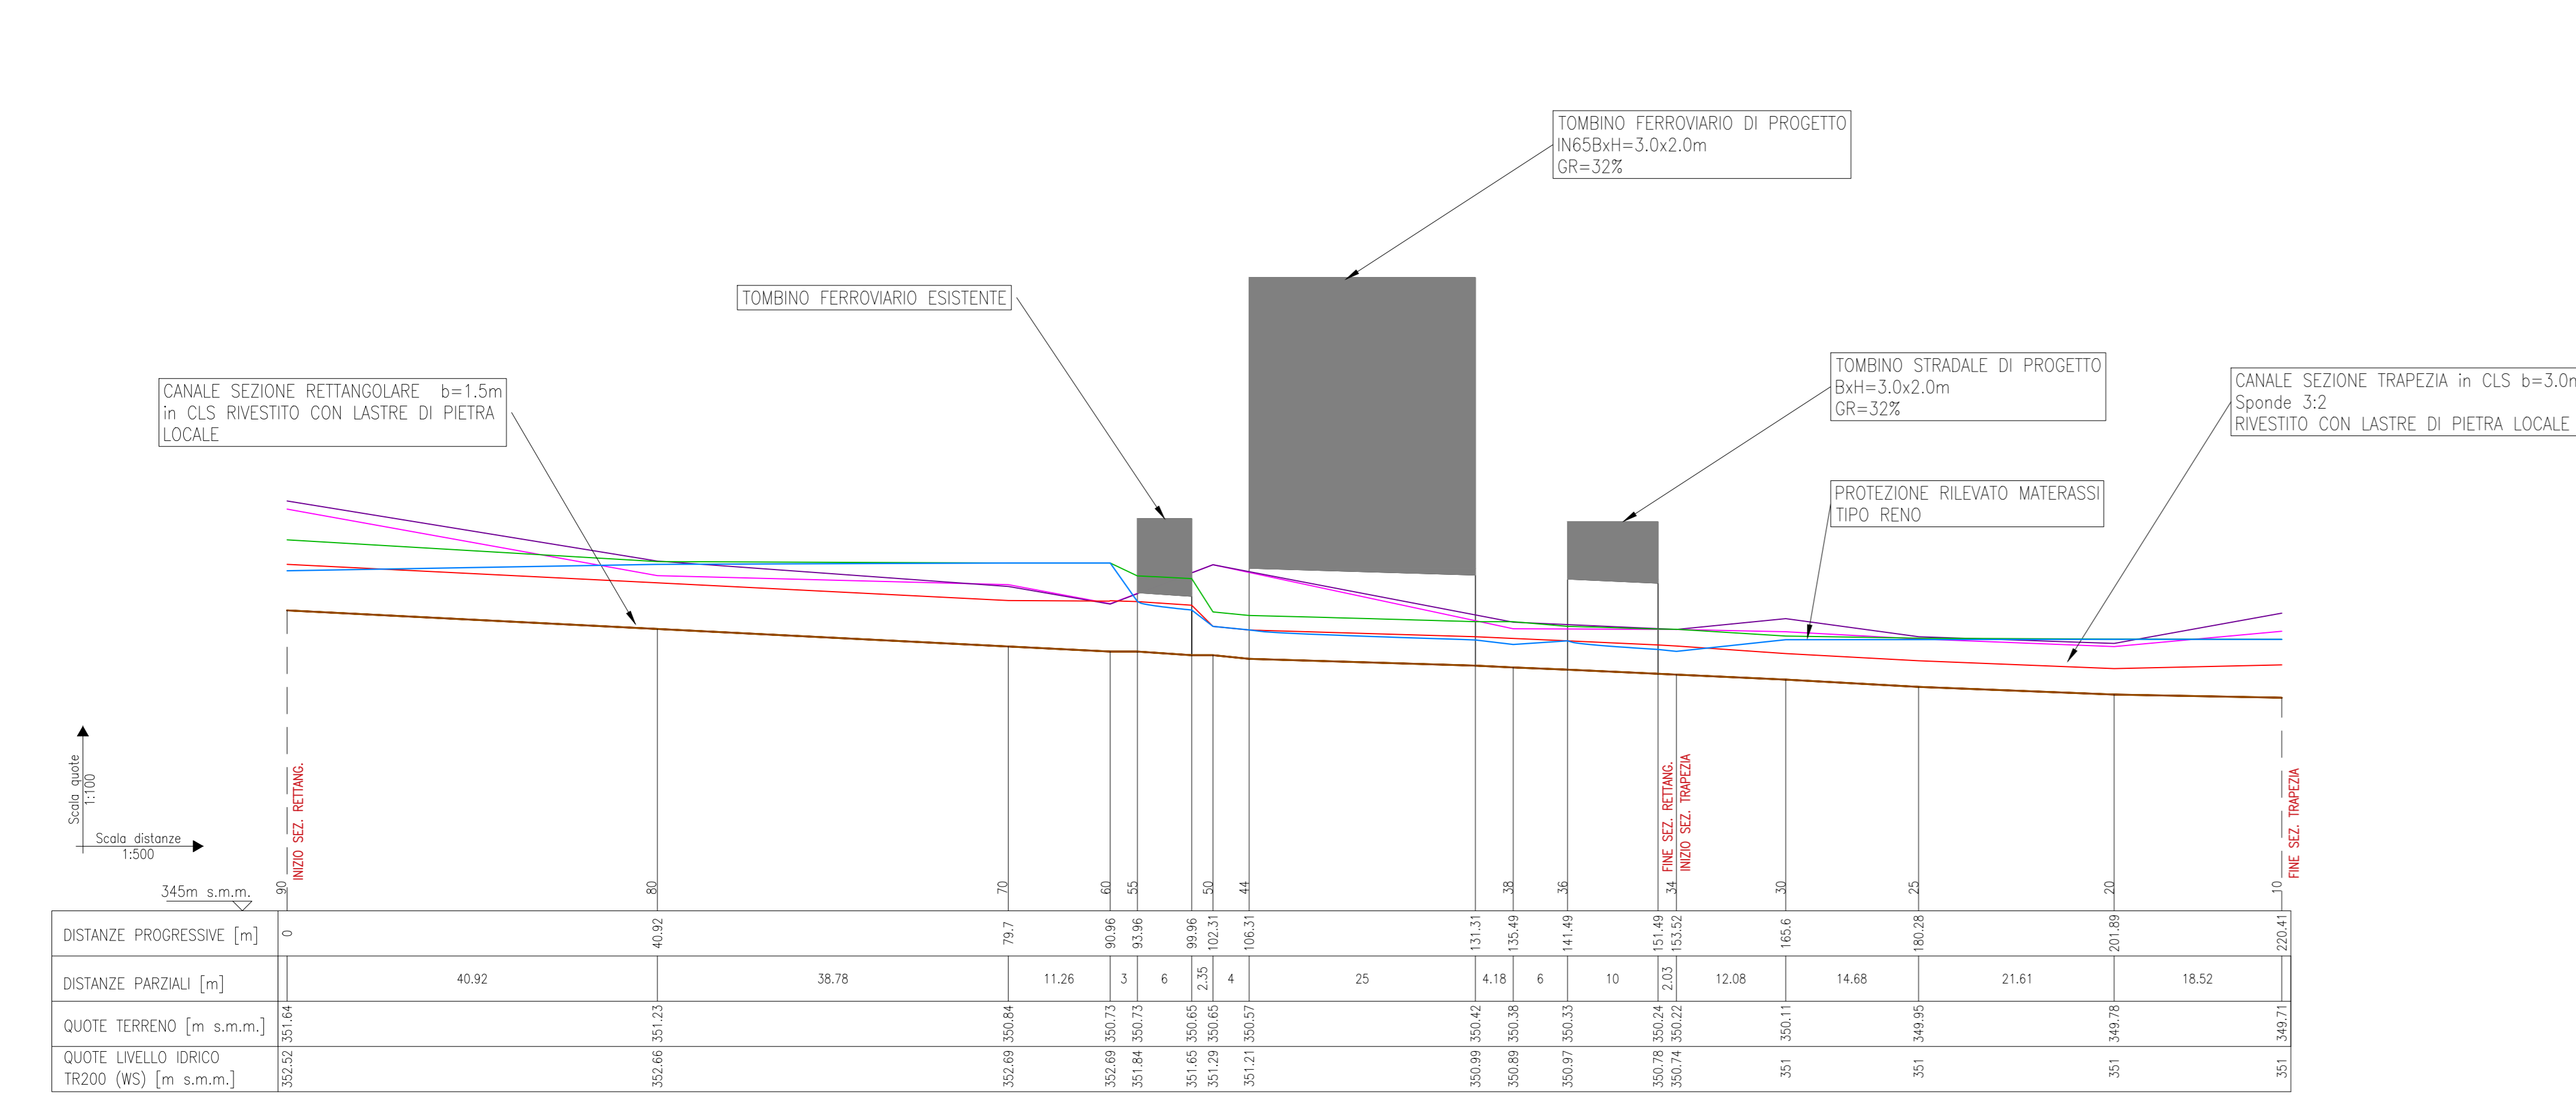 TOMBINO FERROVIARIO DI PROGETTO
IN65BxH=3.0x2.0m
GR=32%
TOMBINO FERROVIARIO ESISTENTE
TOMBINO STRADALE DI PROGETTO
BxH=3.0x2.0m
GR=32%
CANALE SEZIONE RETTANGOLARE b=1.5m
in CLS RIVESTITO CON LASTRE DI PIETRA
LOCALE
CANALE SEZIONE TRAPEZIA in CLS b=3.0m
Sponde 3:2
RIVESTITO CON LASTRE DI PIETRA LOCALE
PROTEZIONE RILEVATO MATERASSI
TIPO RENO
Scala quote
1:100
Scala distanze
1:500
INIZIO SEZ. RETTANG.
FINE SEZ. RETTANG.
INIZIO SEZ. TRAPEZIA
FINE SEZ. TRAPEZIA
345m s.m.m.
90 80 70 60 55 50 44 38 36 34 30 25 20 10
DISTANZE PROGRESSIVE [m] 0 40.92 79.7 90.96 93.96 99.96 102.31 106.31 131.31 135.49 141.49 151.49 153.52 165.6 180.28 201.89 220.41
DISTANZE PARZIALI [m] 40.92 38.78 11.26 3 6 2.35 4 25 4.18 6 10 2.03 12.08 14.68 21.61 18.52
QUOTE TERRENO [m s.m.m.] 351.64 351.23 350.84 350.73 350.73 350.65 350.65 350.57 350.42 350.38 350.33 350.24 350.22 350.11 349.95 349.78 349.71
QUOTE LIVELLO IDRICO
TR200 (WS) [m s.m.m.] 352.52 352.66 352.69 352.69 351.84 351.65 351.29 351.21 350.99 350.89 350.97 350.78 350.74 351 351 351 351